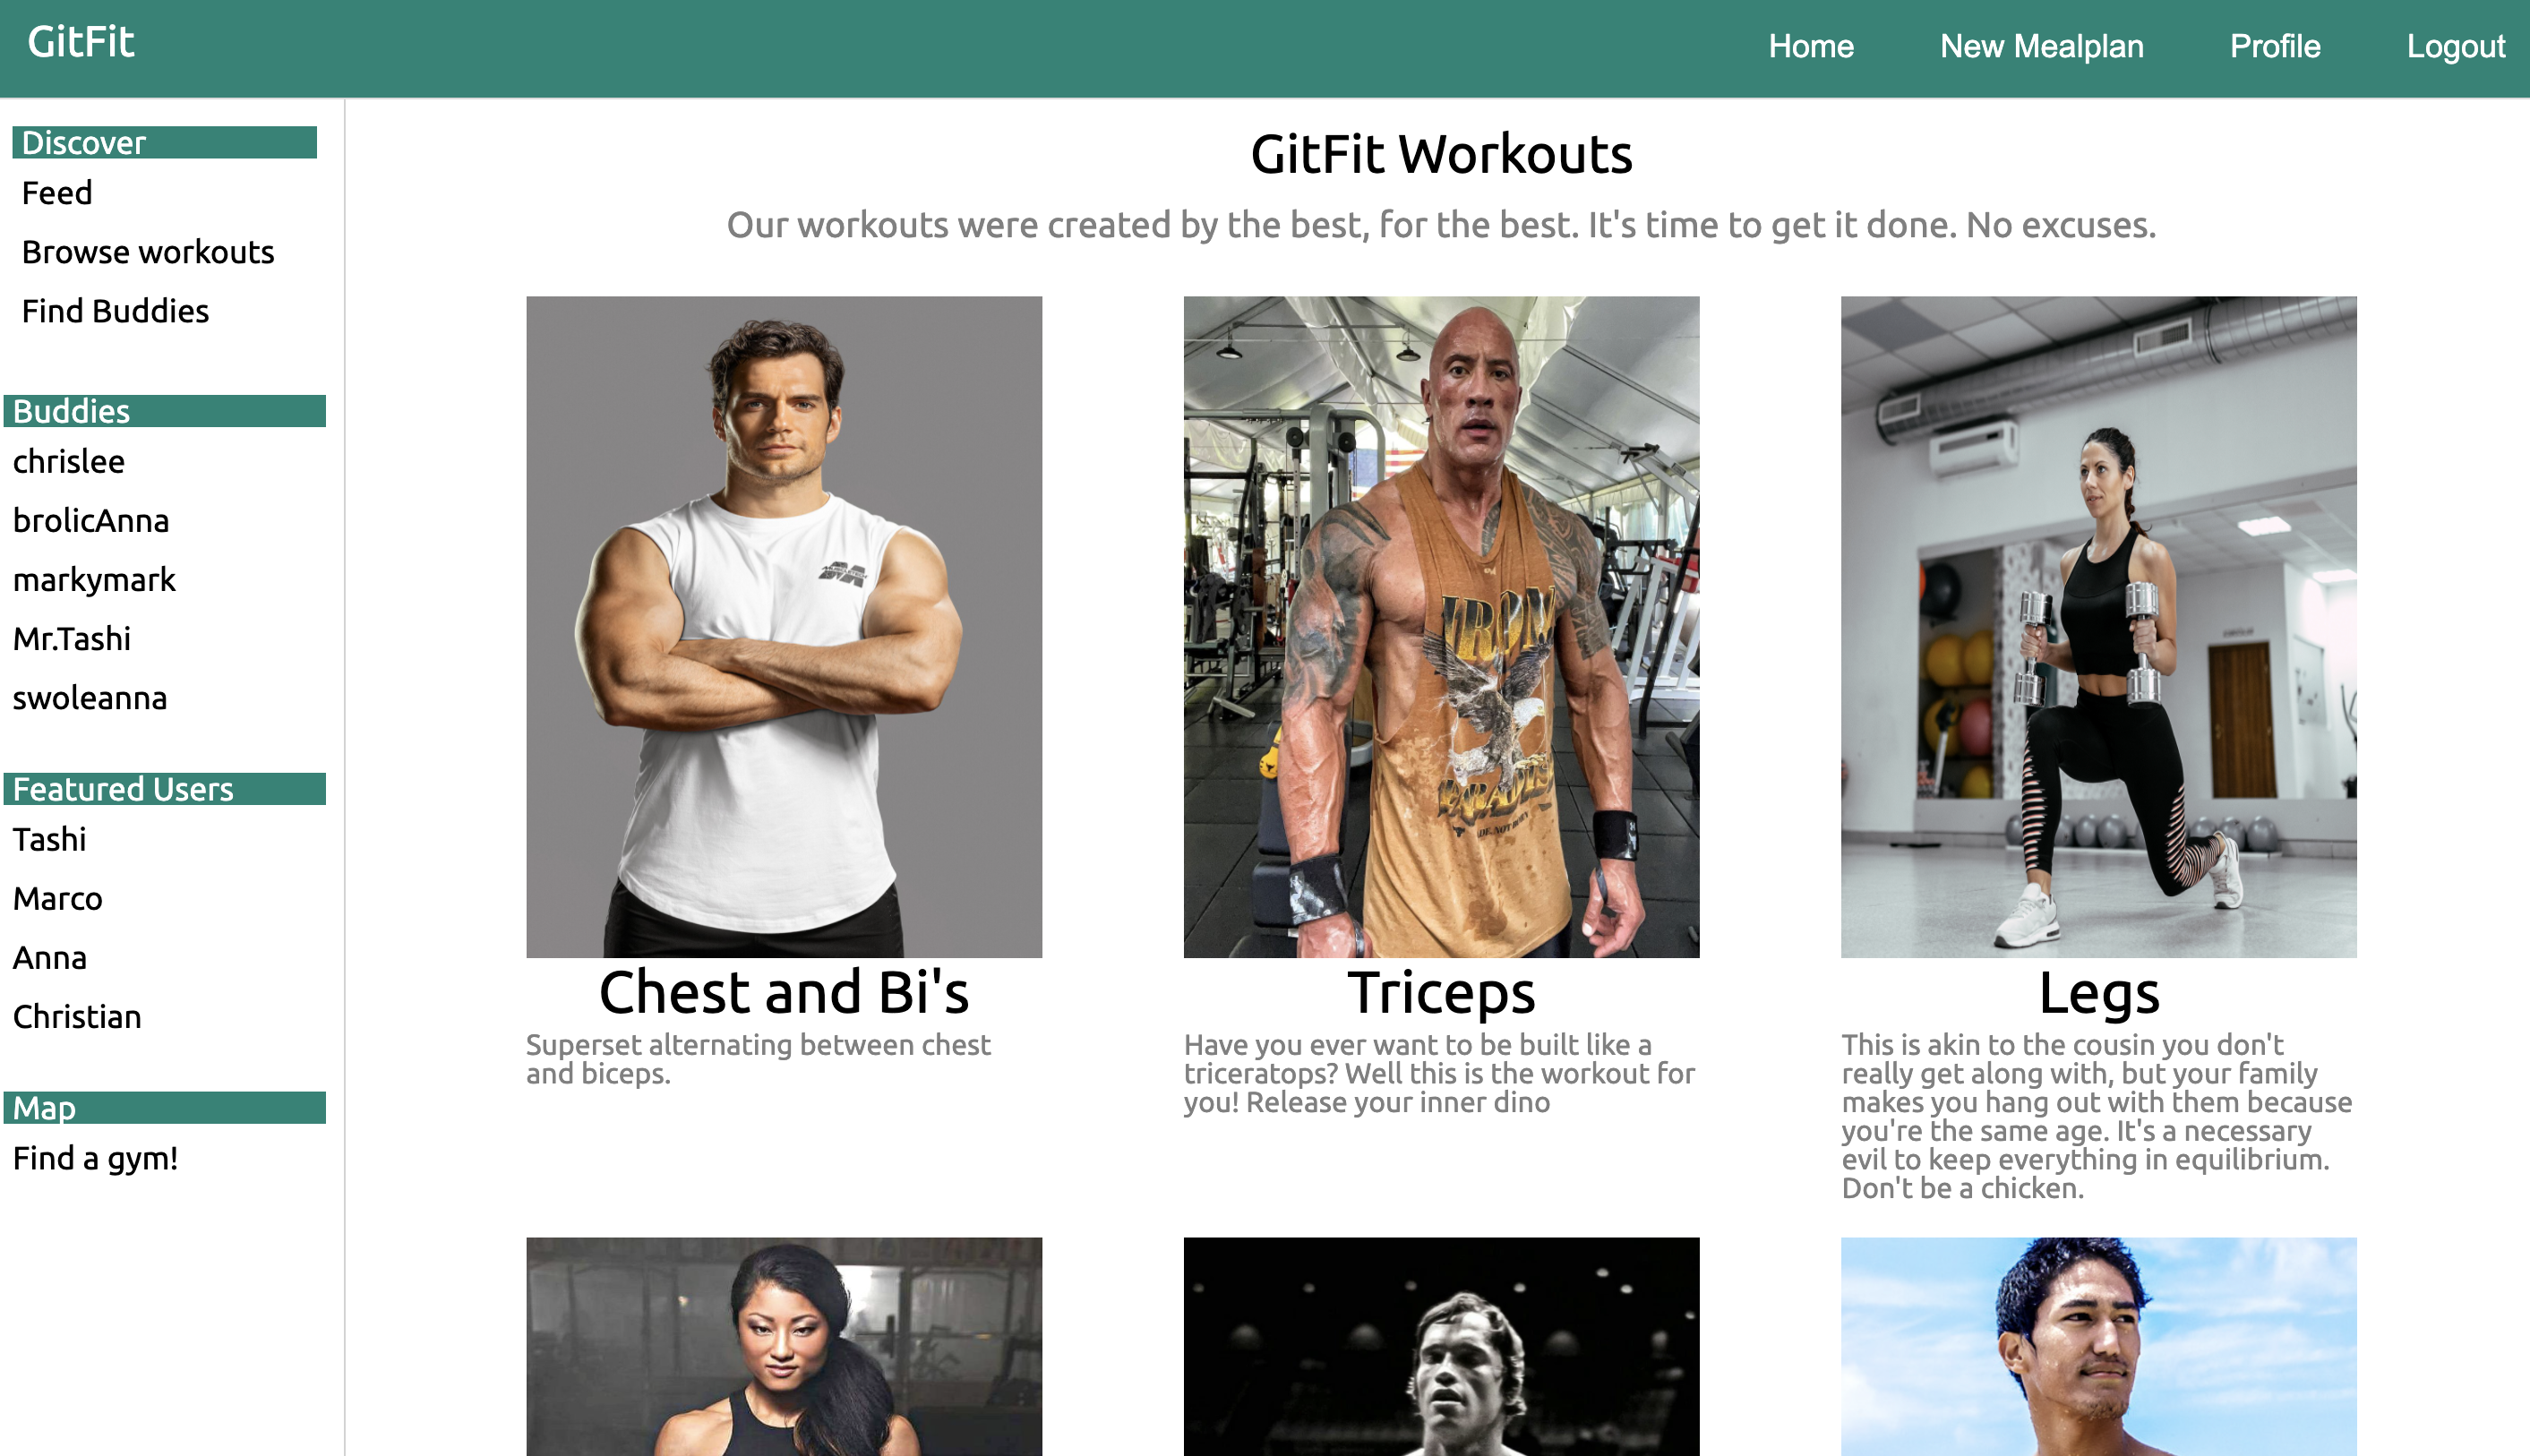 GitFit
Home
New Mealplan
Profile
Logout
Discover
Feed
Browse workouts
Find Buddies
Buddies
chrislee
brolicAnna
markymark
Mr.Tashi
swoleanna
Featured Users
Tashi
Marco
Anna
Christian
Map
Find a gym!
GitFit Workouts
Our workouts were created by the best, for the best. It's time to get it done. No excuses.
IRON
PARADISE
Chest and Bi's
Superset alternating between chest
and biceps.
Triceps
Have you ever want to be built like a
triceratops? Well this is the workout for
you! Release your inner dino
Legs
This is akin to the cousin you don't
really get along with, but your family
makes you hang out with them because
you're the same age. It's a necessary
evil to keep everything in equilibrium.
Don't be a chicken.